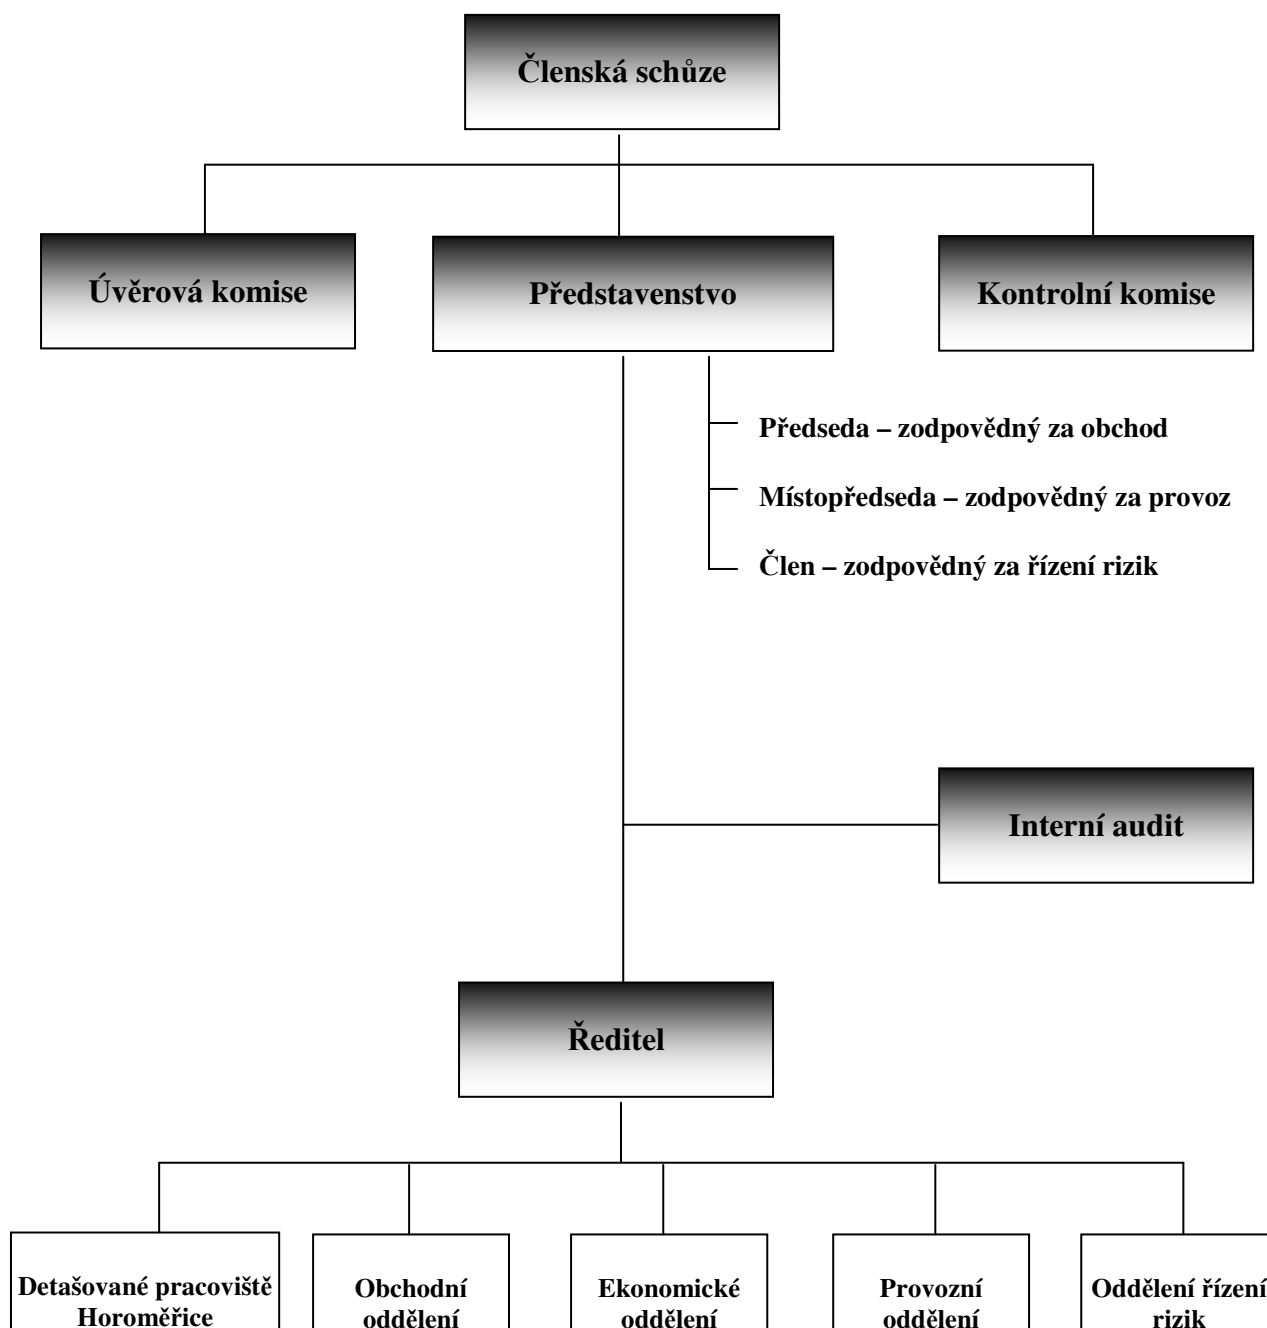 Členská schůze
Úvěrová komise
Představenstvo
Kontrolní komise
Předseda – zodpovědný za obchod
Místopředseda – zodpovědný za provoz
Člen – zodpovědný za řízení rizik
Interní audit
Ředitel
Detašované pracoviště
Horoměřice
Obchodní
oddělení
Ekonomické
oddělení
Provozní
oddělení
Oddělení řízení
rizik